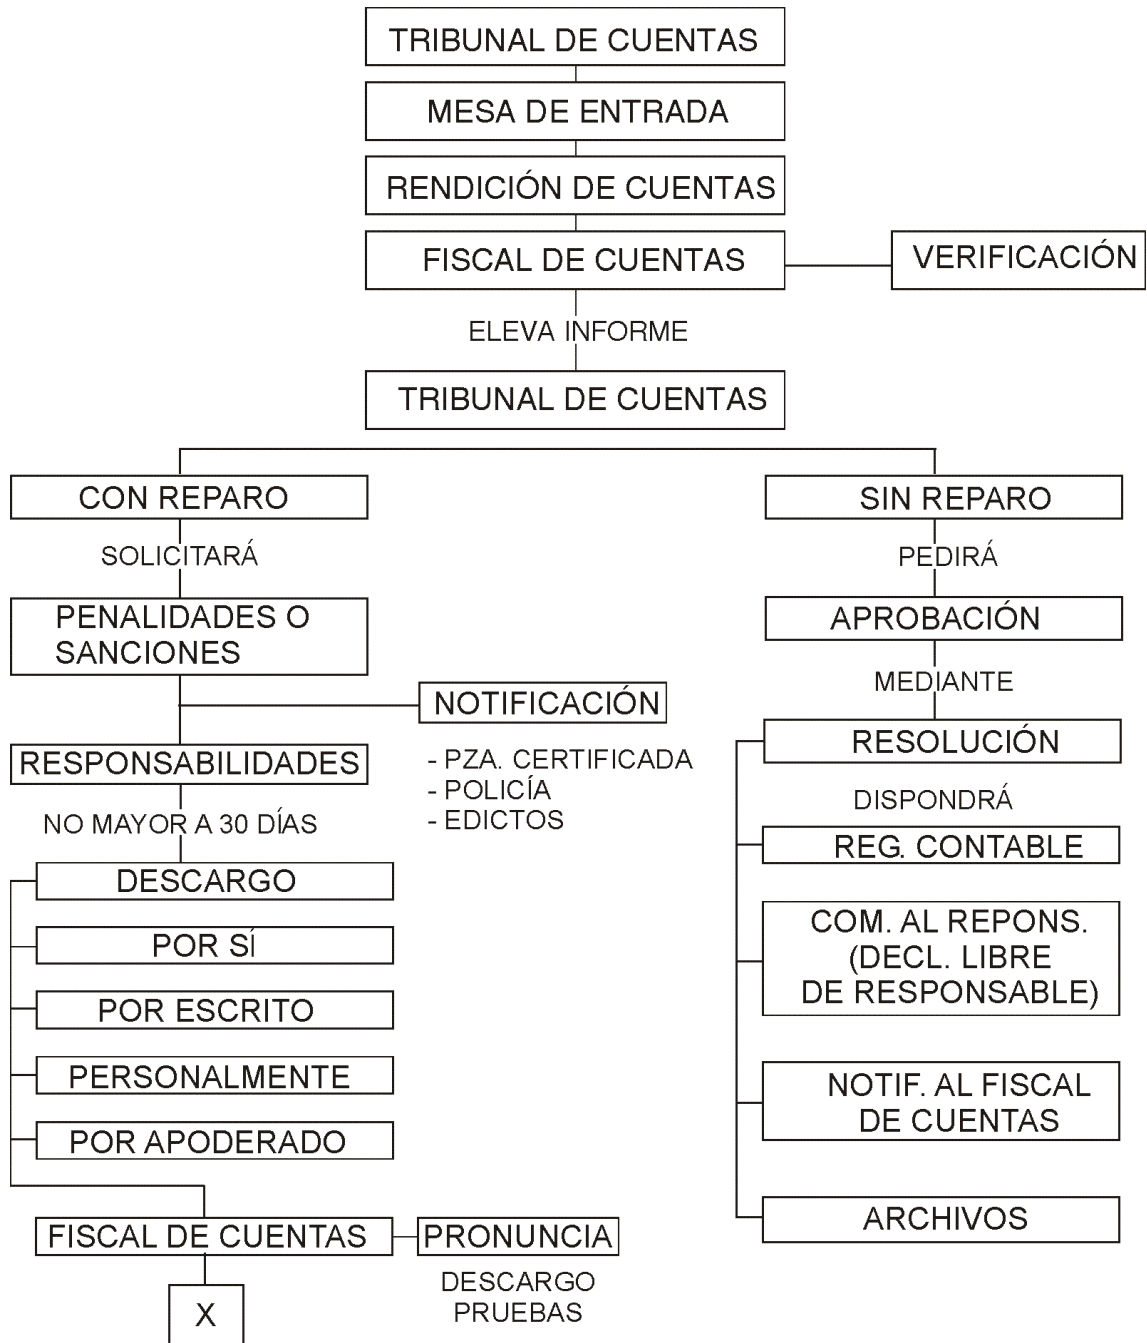 TRIBUNAL DE CUENTAS
MESA DE ENTRADA
RENDICIÓN DE CUENTAS
FISCAL DE CUENTAS
VERIFICACIÓN
ELEVA INFORME
TRIBUNAL DE CUENTAS
CON REPARO
SOLICITARÁ
PENALIDADES O
SANCIONES
NOTIFICACIÓN
- PZA. CERTIFICADA
- POLICÍA
- EDICTOS
RESPONSABILIDADES
NO MAYOR A 30 DÍAS
DESCARGO
POR SÍ
POR ESCRITO
PERSONALMENTE
POR APODERADO
FISCAL DE CUENTAS
PRONUNCIA
DESCARGO
PRUEBAS
X
SIN REPARO
PEDIRÁ
APROBACIÓN
MEDIANTE
RESOLUCIÓN
DISPONDRÁ
REG. CONTABLE
COM. AL REPONS.
(DECL. LIBRE
DE RESPONSABLE)
NOTIF. AL FISCAL
DE CUENTAS
ARCHIVOS